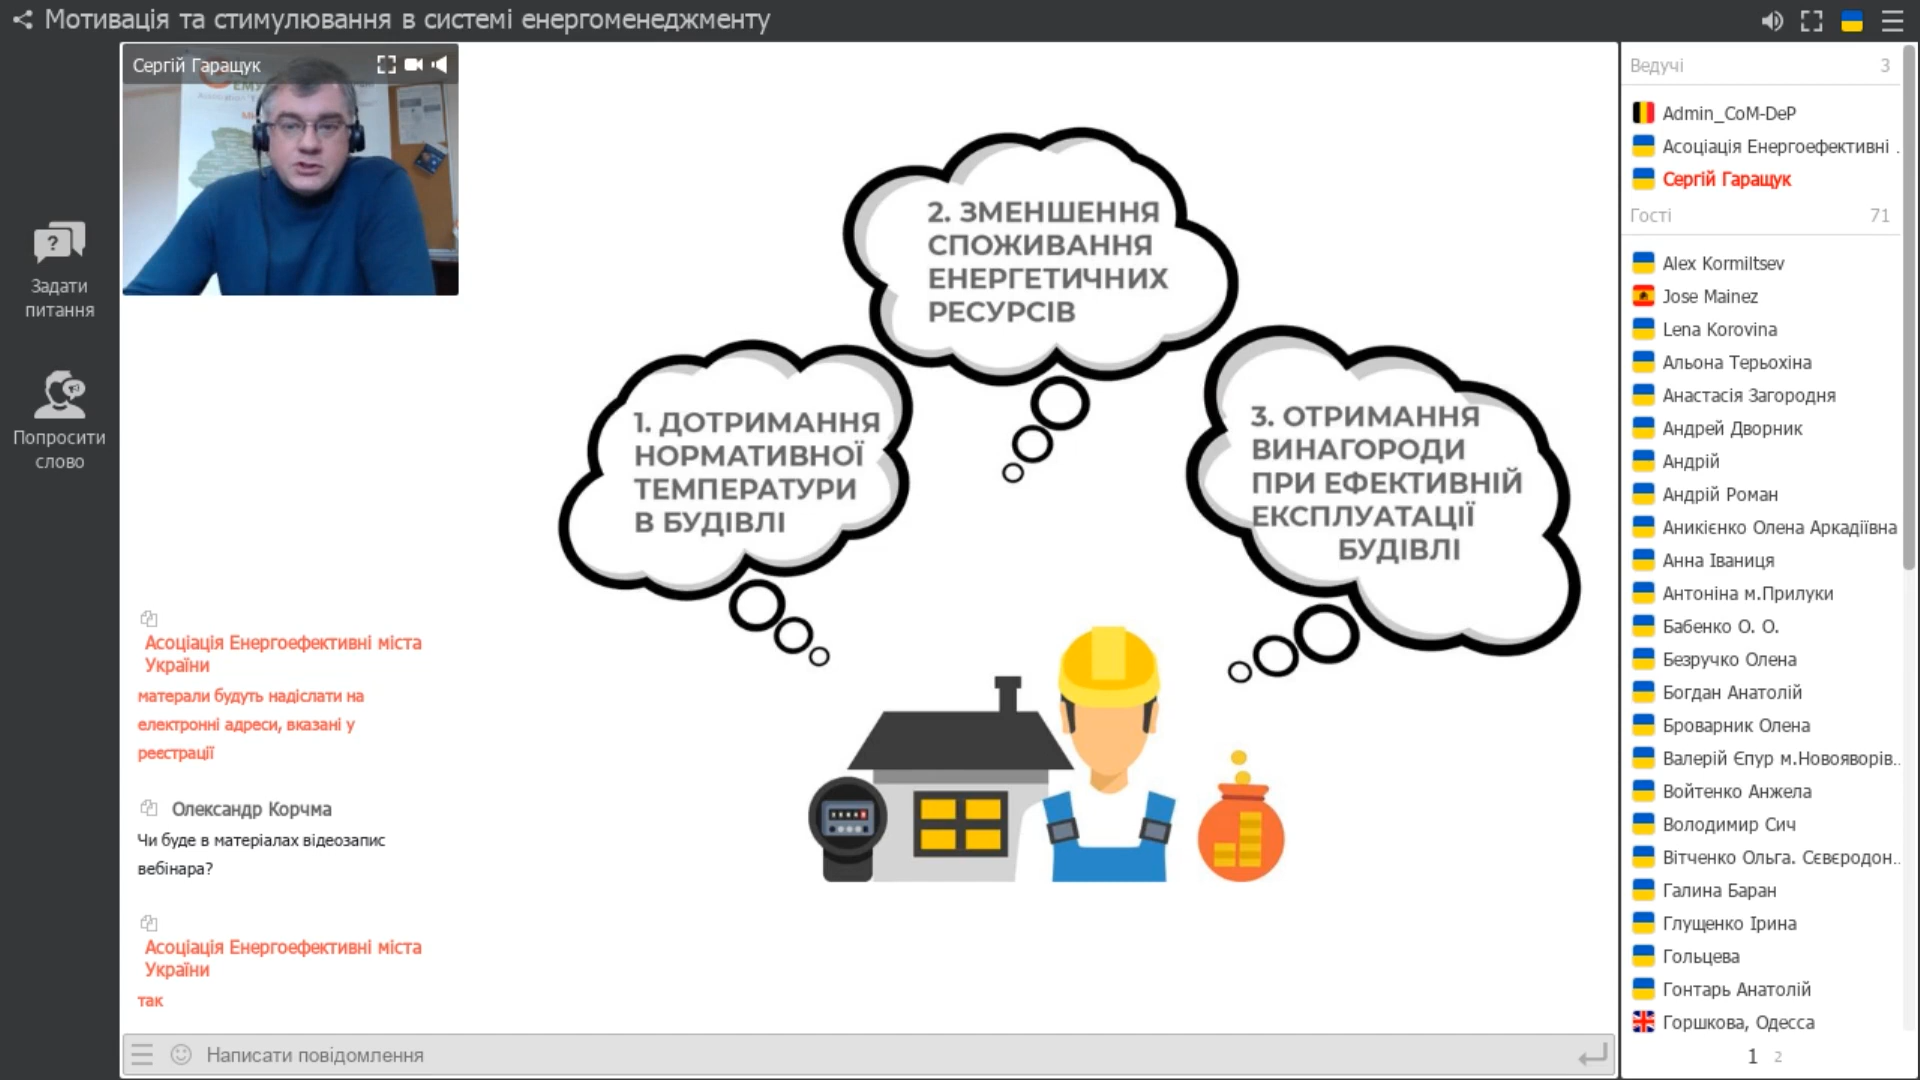 Мотивація та стимулювання в системі енергоменеджменту
Сергій Гаращук
Задати
питання
Попросити
слово
2. ЗМЕНШЕННЯ
СПОЖИВАННЯ
ЕНЕРГЕТИЧНИХ
РЕСУРСІВ
1. ДОТРИМАННЯ
НОРМАТИВНОЇ
ТЕМПЕРАТУРИ
В БУДІВЛІ
3. ОТРИМАННЯ
ВИНАГОРОДИ
ПРИ ЕФЕКТИВНІЙ
ЕКСПЛУАТАЦІЇ
БУДІВЛІ
Асоціація Енергоефективні міста
України
матерали будуть надіслати на
електронні адреси, вказані у
реєстрації
Олександр Корчма
Чи буде в матеріалах відеозапис
вебінара?
Асоціація Енергоефективні міста
України
так
Написати повідомлення
Ведучі 3
Admin_CoM-DeP
Асоціація Енергоефективні .
Сергій Гаращук
Гості 71
Alex Kormiltsev
Jose Mainez
Lena Korovina
Альона Терьохіна
Анастасія Загородня
Андрей Дворник
Андрій
Андрій Роман
Аникієнко Олена Аркадіївна
Анна Іваниця
Антоніна м.Прилуки
Бабенко О. О.
Безручко Олена
Богдан Анатолій
Броварник Олена
Валерій Єпур м.Новояворів..
Войтенко Анжела
Володимир Сич
Вітченко Ольга. Сєвєродон..
Галина Баран
Глущенко Ірина
Гольцева
Гонтарь Анатолій
Горшкова, Одесса
1 2